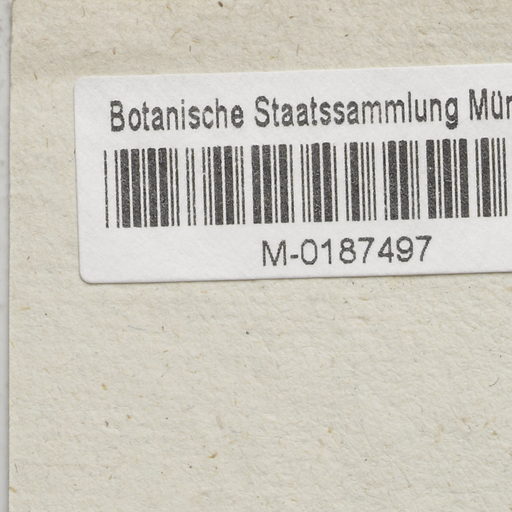 Botanische Staatssammlung Mün
M-0187497